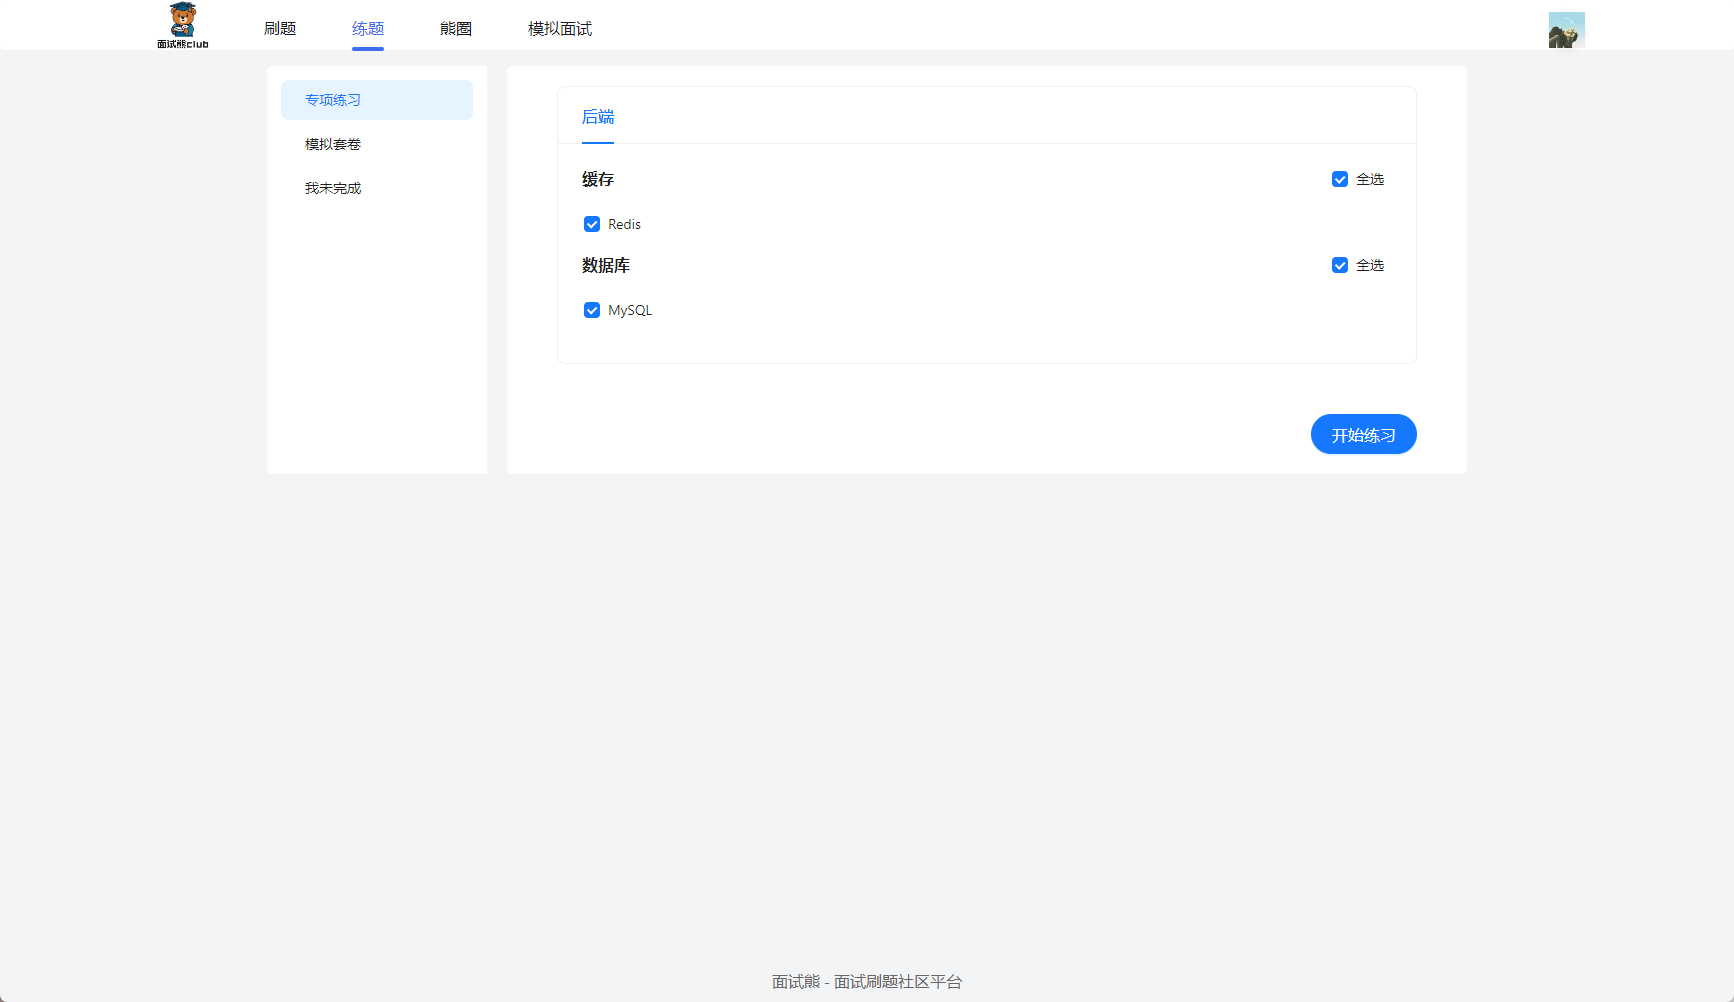 面试熊club
刷题 练题 熊圈 模拟面试
专项练习
模拟套卷
我未完成
后端
缓存 全选
Redis
数据库 全选
MySQL
开始练习
面试熊 - 面试刷题社区平台